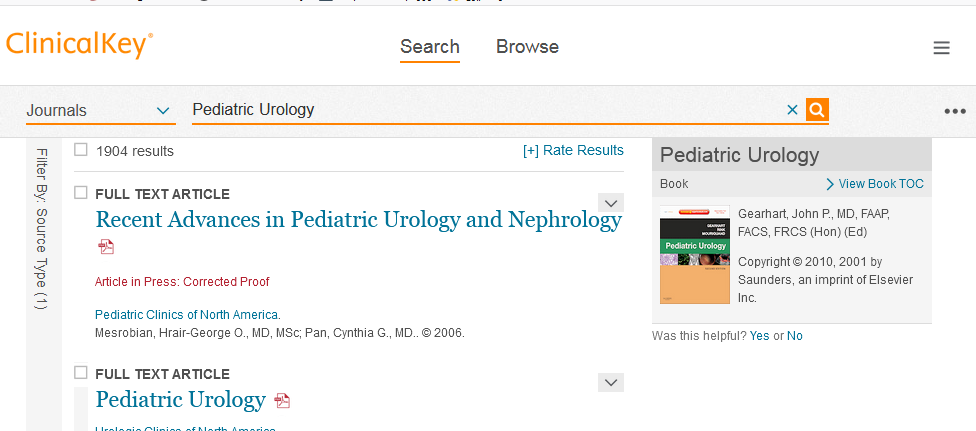 ClinicalKey®
Search Browse
Journals
Pediatric Urology
1904 results
[+] Rate Results
Filter By: Source Type (1)
FULL TEXT ARTICLE
Recent Advances in Pediatric Urology and Nephrology
Article in Press: Corrected Proof
Pediatric Clinics of North America.
Mesrobian, Hrair-George O., MD, MSc; Pan, Cynthia G., MD.. © 2006.
FULL TEXT ARTICLE
Pediatric Urology
Urologic Clinics of North America.
Pediatric Urology
Book
View Book TOC
GEARHART
RINK
MOURIQUAND
Pediatric Urology
Gearhart, John P., MD, FAAP,
FACS, FRCS (Hon) (Ed)
Copyright © 2010, 2001 by
Saunders, an imprint of Elsevier
Inc.
Was this helpful? Yes or No